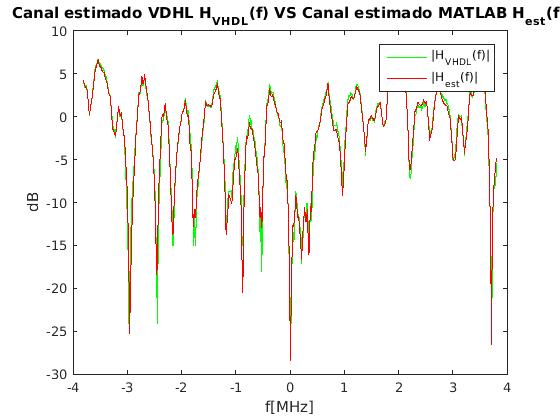 Canal estimado VDHL H_VHDL(f) VS Canal estimado MATLAB H_est(f
10
5
0
-5
-10
-15
-20
-25
-30
dB
|H_VHDL(f)|
|H_est(f)|
-4 -3 -2 -1 0 1 2 3 4
f[MHz]